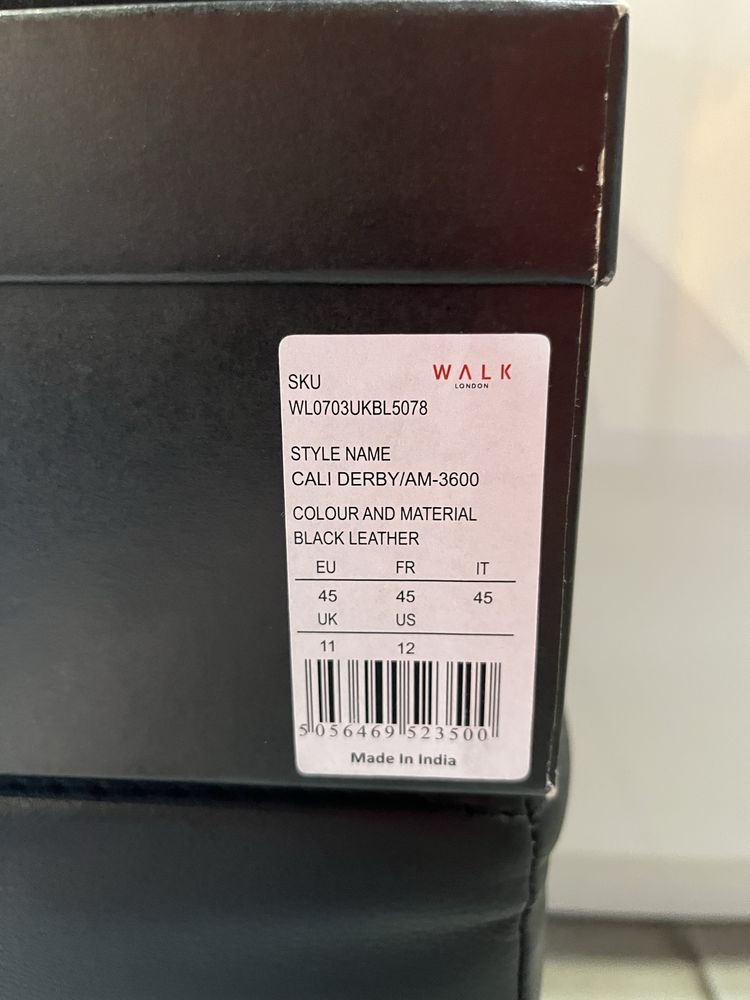 WALK
LONDON
SKU
WL0703UKBL5078
STYLE NAME
CALI DERBY/AM-3600
COLOUR AND MATERIAL
BLACK LEATHER
EU FR IT
45 45 45
UK US
11 12
5 056469 523500
Made In India